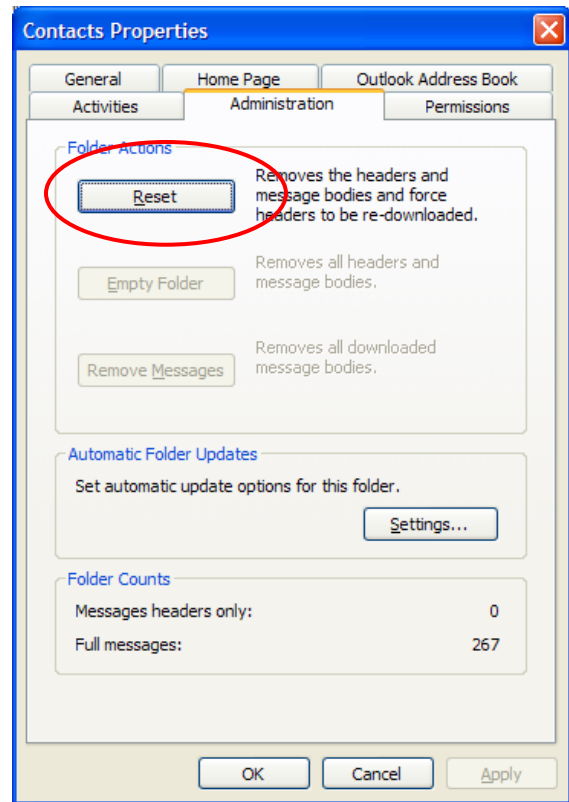 Contacts Properties
General Home Page Outlook Address Book
Activities Administration Permissions
Folder Actions
Reset
Removes the headers and
message bodies and force
headers to be re-downloaded.
Empty Folder
Removes all headers and
message bodies.
Remove Messages
Removes all downloaded
message bodies.
Automatic Folder Updates
Set automatic update options for this folder.
Settings...
Folder Counts
Messages headers only: 0
Full messages: 267
OK Cancel Apply